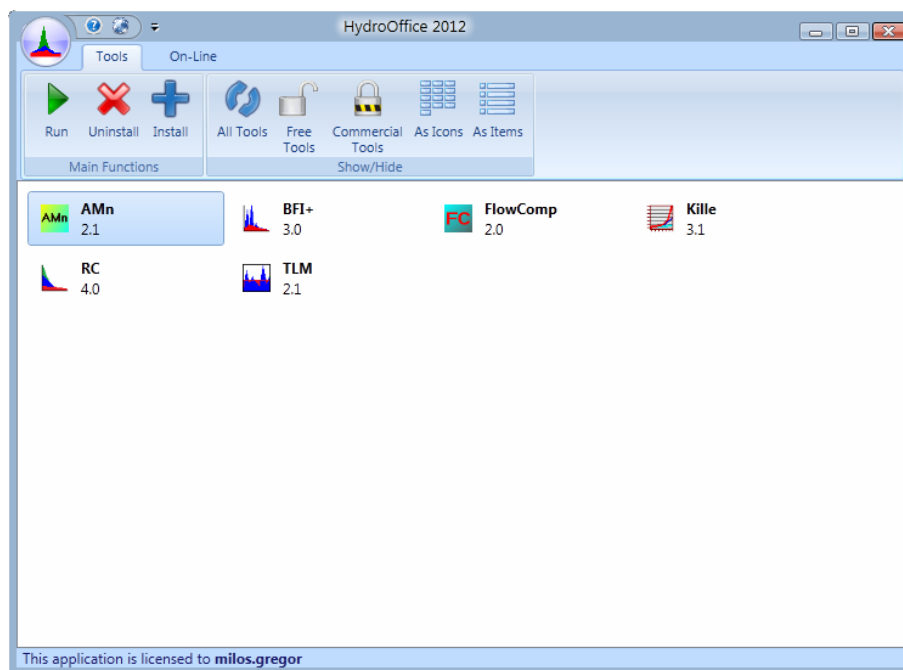 HydroOffice 2012
Tools On-Line
Run Uninstall Install All Tools Free Tools Commercial Tools As Icons As Items
Main Functions Show/Hide
AMn AMn BFI+ FC FlowComp Kille
2.1 3.0 2.0 3.1
RC TLM
4.0 2.1
This application is licensed to milos.gregor